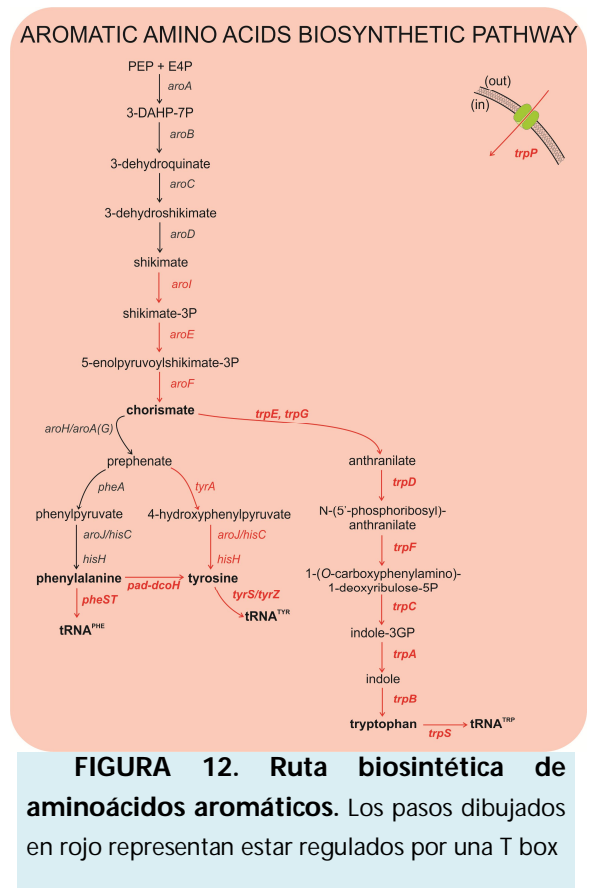 AROMATIC AMINO ACIDS BIOSYNTHETIC PATHWAY
PEP + E4P
aroA
3-DAHP-7P
aroB
3-dehydroquinate
aroC
3-dehydroshikimate
aroD
shikimate
aroI
shikimate-3P
aroE
5-enolpyruvoylshikimate-3P
aroF
chorismate
(out)
(in)
trpP
aroH/aroA(G)
trpE, trpG
prephenate
anthranilate
pheA
tyrA
trpD
phenylpyruvate
4-hydroxyphenylpyruvate
N-(5'-phosphoribosyl)-
anthranilate
aroJ/hisC
aroJ/hisC
hisH
hisH
trpF
phenylalanine
pad-dcoH
tyrosine
1-(O-carboxyphenylamino)-
1-deoxyribulose-5P
pheST
tyrS/tyrZ
trpC
tRNAPHE
tRNATYR
indole-3GP
trpA
indole
trpB
tryptophan
trpS
tRNATRP
FIGURA 12. Ruta biosintética de
aminoácidos aromáticos. Los pasos dibujados
en rojo representan estar regulados por una T box